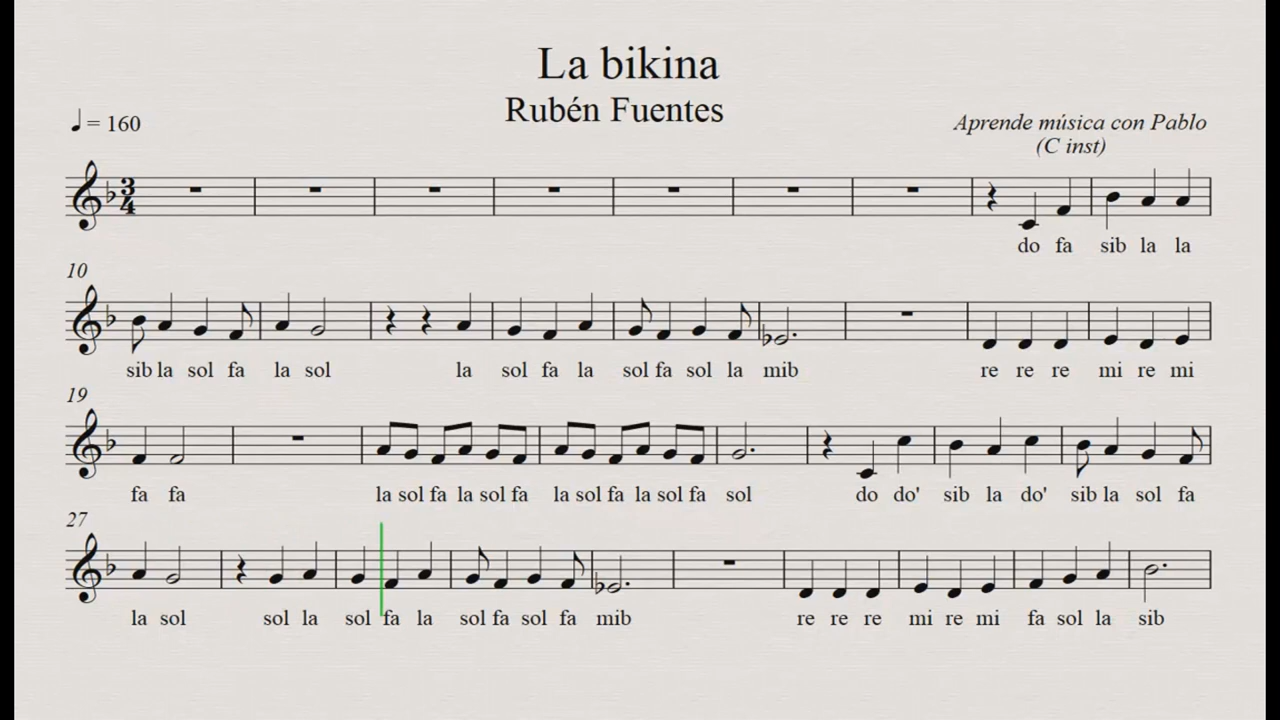 La bikina
Rubén Fuentes
♩ = 160
Aprende música con Pablo
(C inst)
3
4
do fa sib la la
10
sib la sol fa la sol la sol fa la sol fa sol la mib re re re mi re mi
19
fa fa la sol fa la sol fa la sol fa la sol fa sol do do' sib la do' sib la sol fa
27
la sol sol la sol fa la sol fa sol fa mib re re re mi re mi fa sol la sib